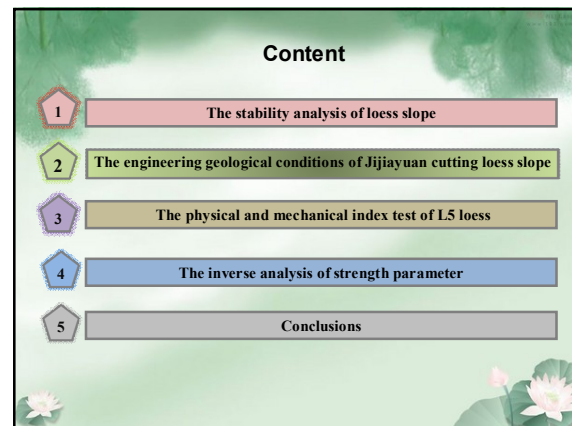 Content
1
The stability analysis of loess slope
2
The engineering geological conditions of Jijiayuan cutting loess slope
3
The physical and mechanical index test of L5 loess
4
The inverse analysis of strength parameter
5
Conclusions